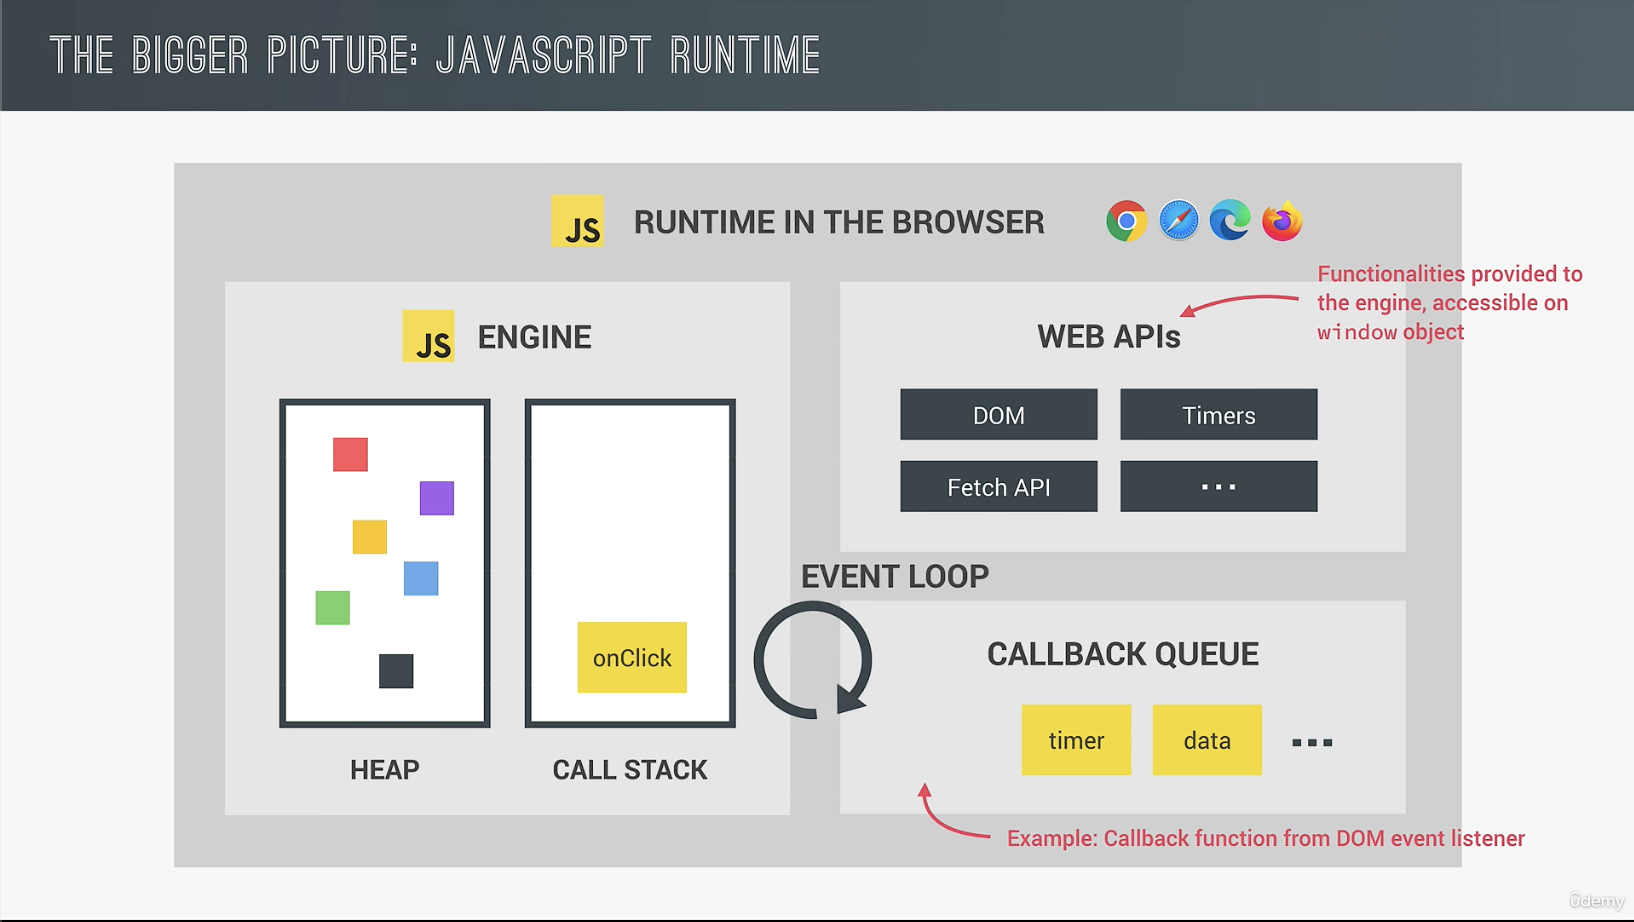 THE BIGGER PICTURE: JAVASCRIPT RUNTIME
JS
RUNTIME IN THE BROWSER
Functionalities provided to
the engine, accessible on
window object
JS
ENGINE
WEB APIs
DOM
Timers
Fetch API
...
EVENT LOOP
onClick
CALLBACK QUEUE
timer
data
...
HEAP
CALL STACK
Example: Callback function from DOM event listener
ûdemy